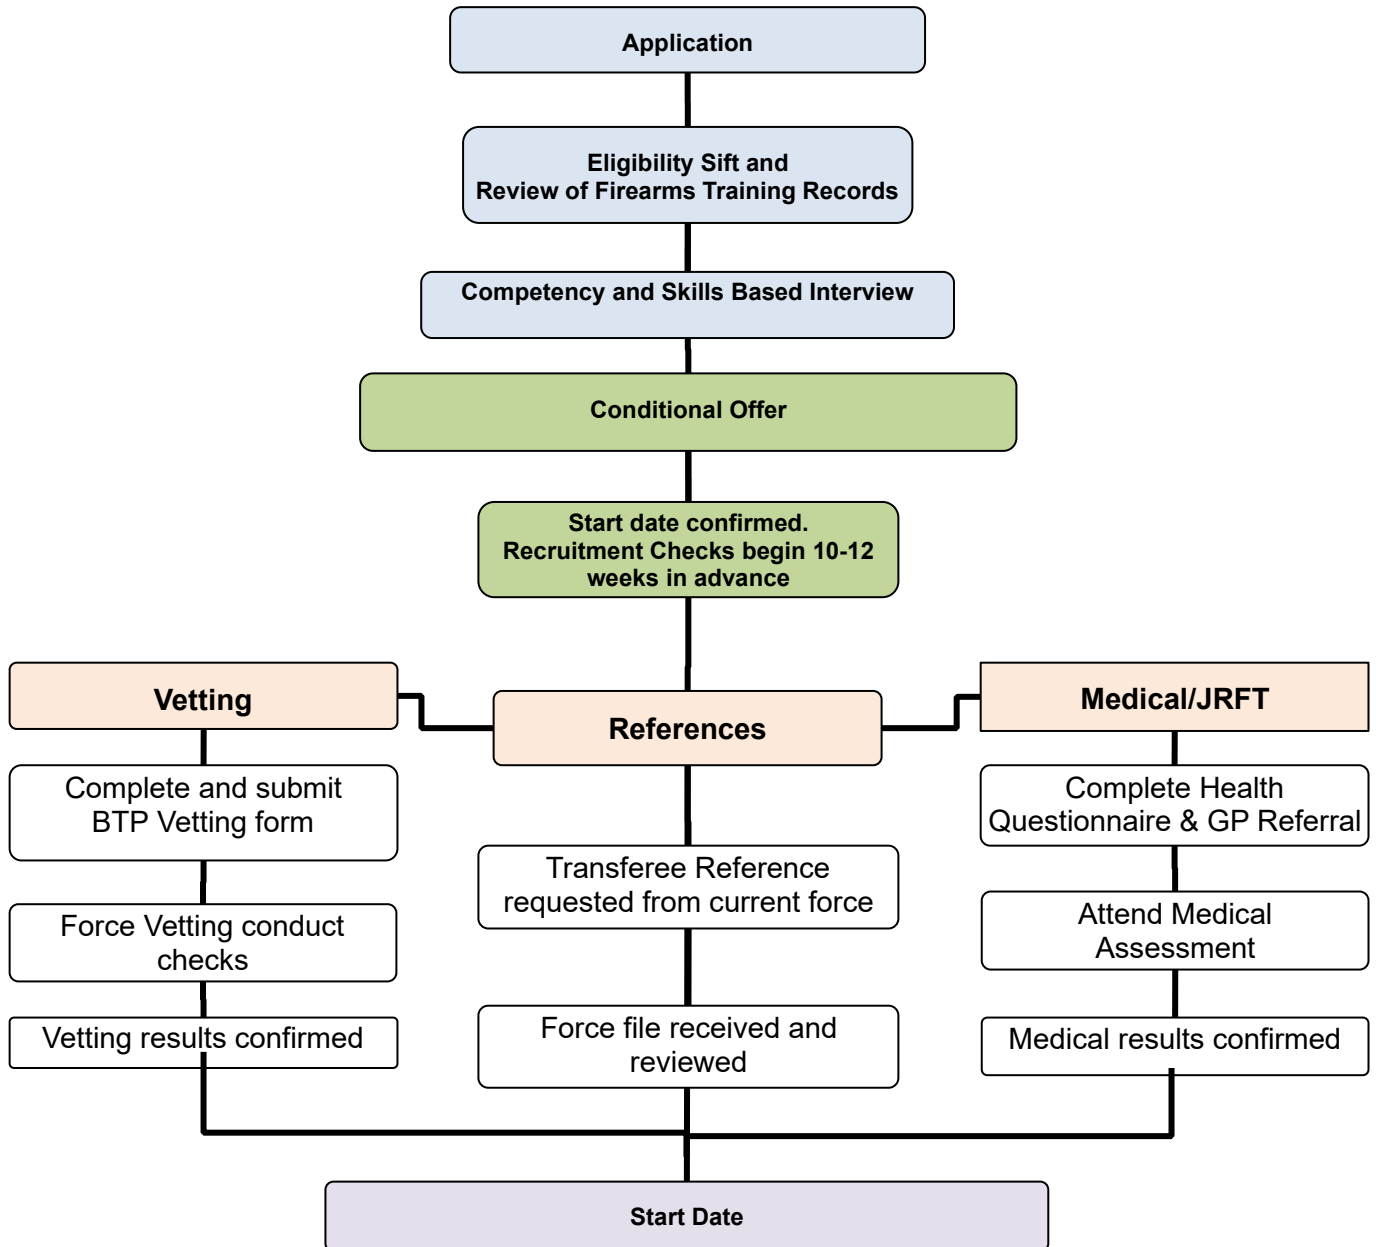 Application
Eligibility Sift and
Review of Firearms Training Records
Competency and Skills Based Interview
Conditional Offer
Start date confirmed.
Recruitment Checks begin 10-12
weeks in advance
Vetting
References
Medical/JRFT
Complete and submit
BTP Vetting form
Force Vetting conduct
checks
Vetting results confirmed
Transferee Reference
requested from current force
Force file received and
reviewed
Complete Health
Questionnaire & GP Referral
Attend Medical
Assessment
Medical results confirmed
Start Date